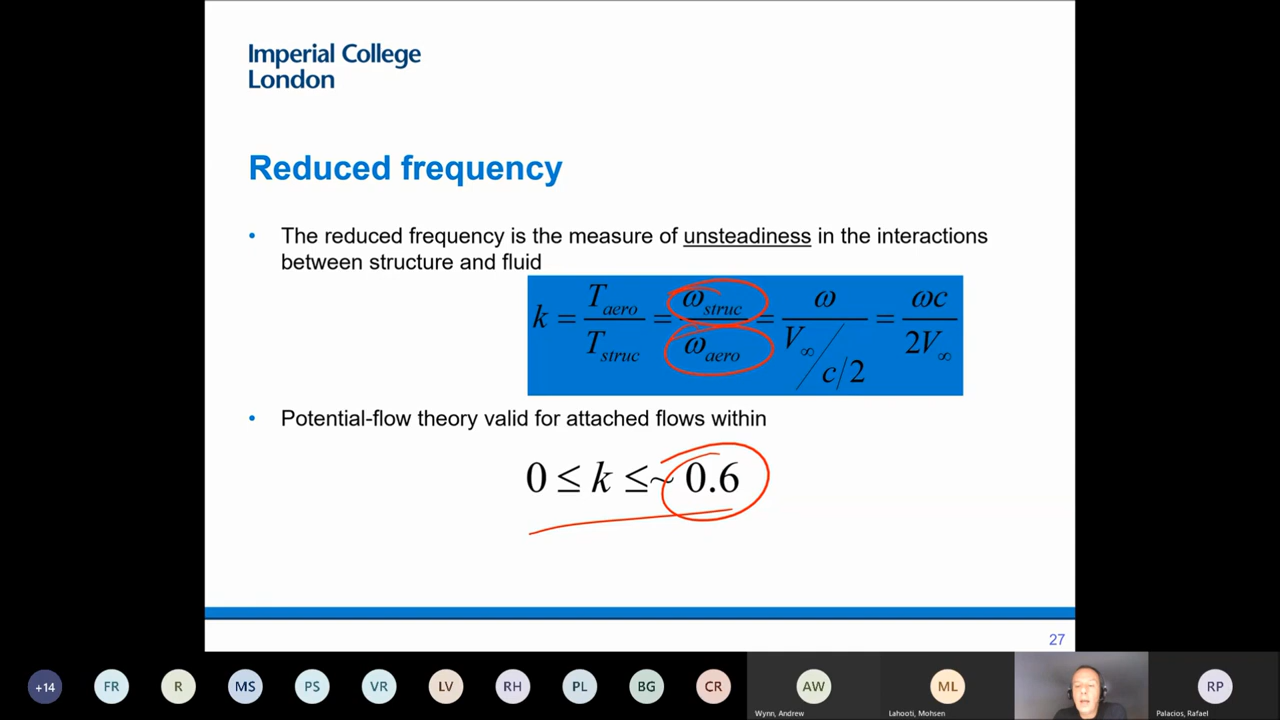 Imperial College
London
Reduced frequency
• The reduced frequency is the measure of unsteadiness in the interactions
between structure and fluid
k = T_aero / T_struc = ω_struc / ω_aero = ω / (V_∞ / (c/2)) = ωc / 2V_∞
• Potential-flow theory valid for attached flows within
0 ≤ k ≤~ 0.6
27
+14 FR R MS PS VR LV RH PL BG CR AW ML RP
Wynn, Andrew Lahooti, Mohsen Palacios, Rafael